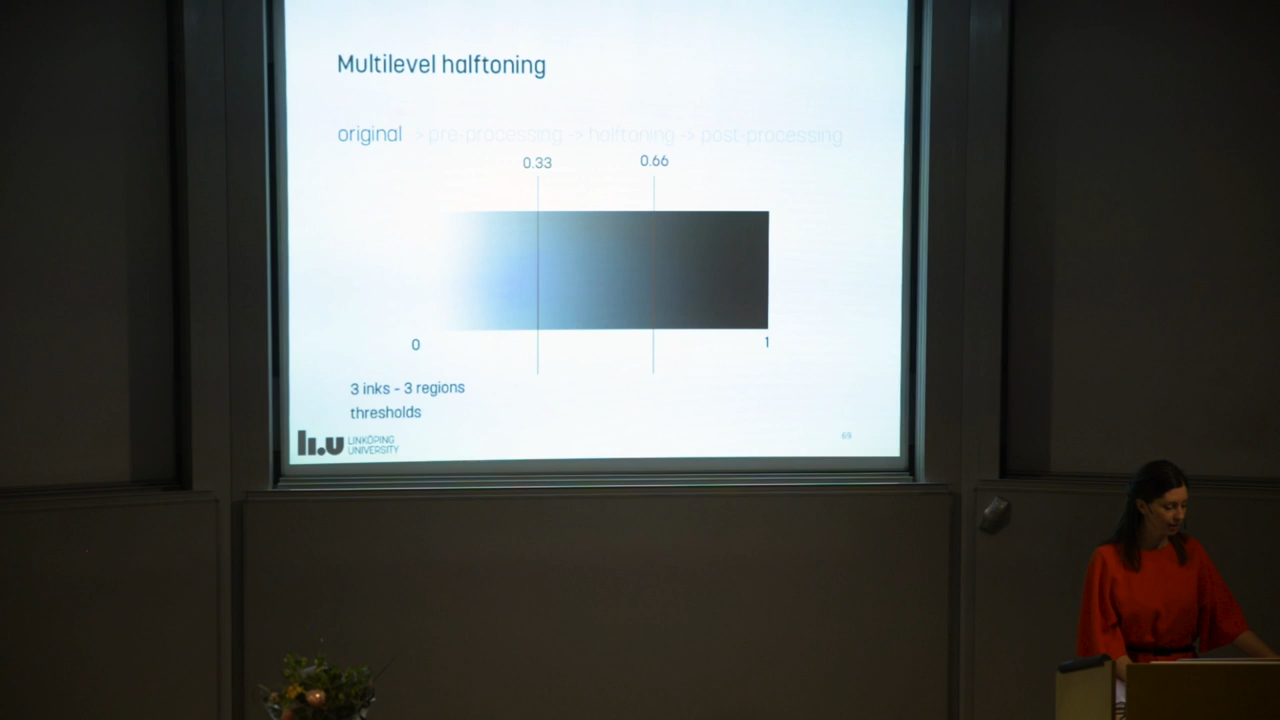 Multilevel halftoning
original -> pre-processing -> halftoning -> post-processing
0.33 0.66
0 1
3 inks - 3 regions
thresholds
li.u LINKÖPING
UNIVERSITY
69